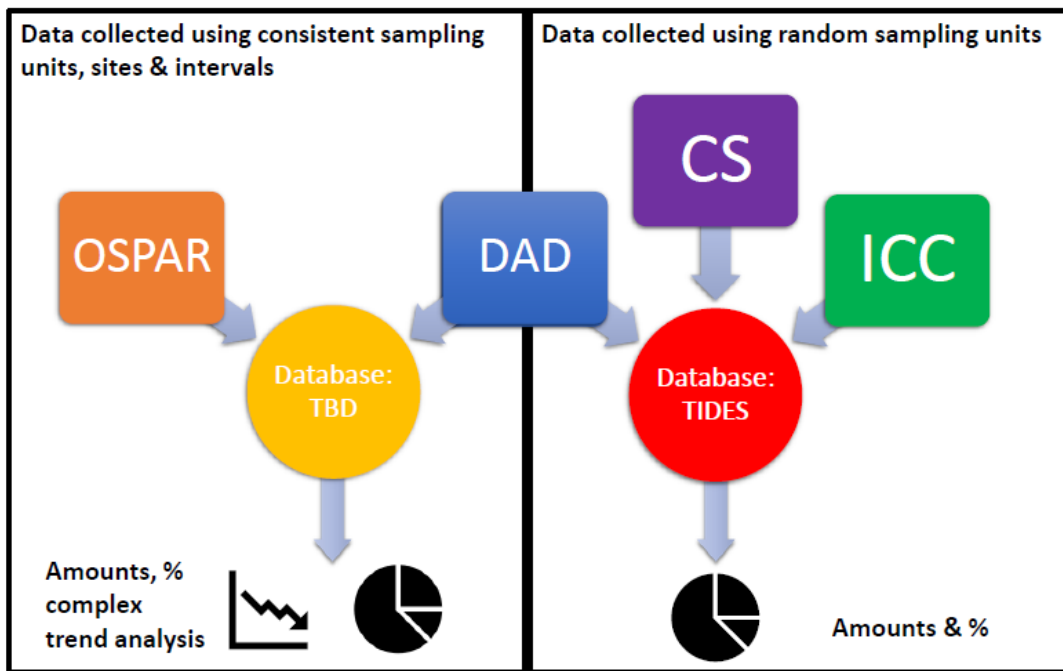 Data collected using consistent sampling
units, sites & intervals
Data collected using random sampling units
OSPAR
DAD
CS
ICC
Database:
TBD
Database:
TIDES
Amounts, %
complex
trend analysis
Amounts & %